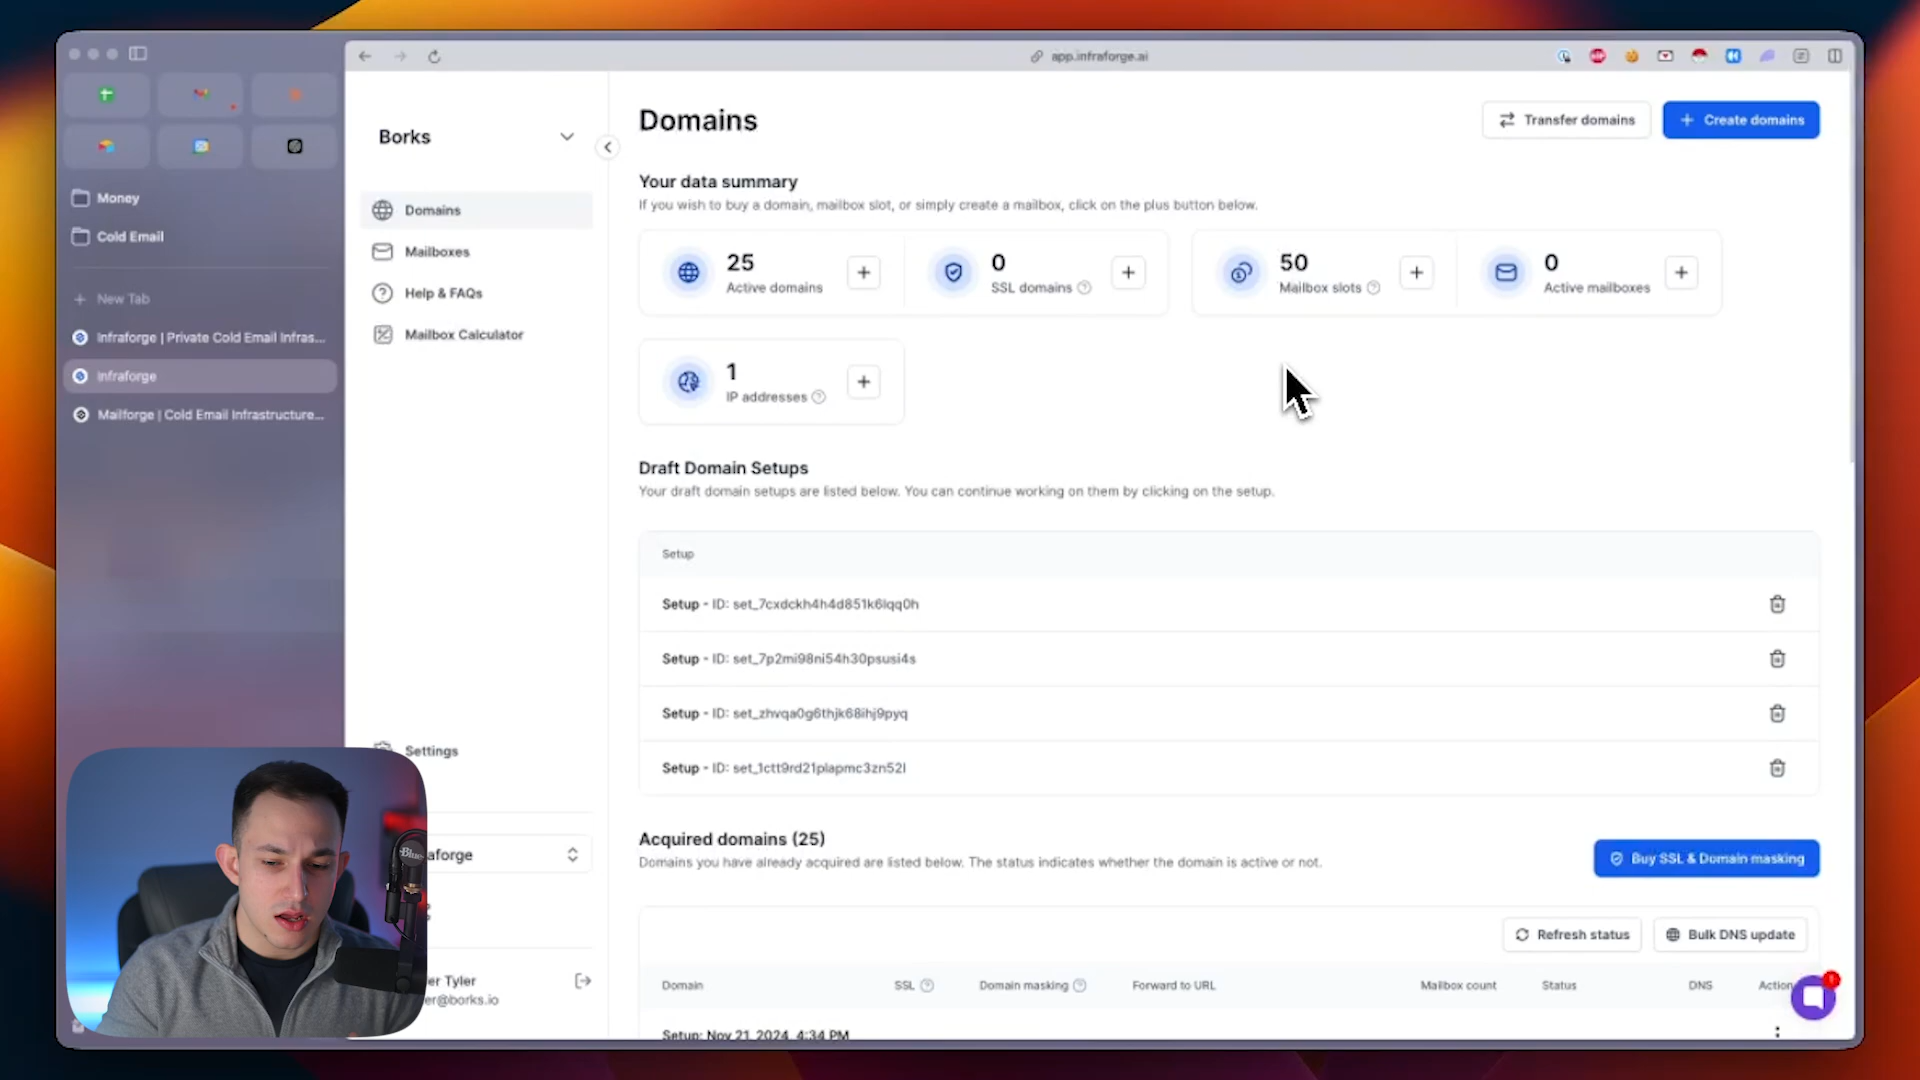 app.infraforge.ai
Money
Cold Email
New Tab
Infraforge | Private Cold Email Infras...
Infraforge
Mailforge | Cold Email Infrastructure...
Borks
Domains
Mailboxes
Help & FAQs
Mailbox Calculator
Settings
aforge
er Tyler
er@borks.io
Domains
Transfer domains
Create domains
Your data summary
If you wish to buy a domain, mailbox slot, or simply create a mailbox, click on the plus button below.
25
Active domains
0
SSL domains
50
Mailbox slots
0
Active mailboxes
1
IP addresses
Draft Domain Setups
Your draft domain setups are listed below. You can continue working on them by clicking on the setup.
Setup
Setup - ID: set_7cxdckh4h4d851k6lqq0h
Setup - ID: set_7p2mi98ni54h30psusi4s
Setup - ID: set_zhvqa0g6thjk68ihj9pyq
Setup - ID: set_1ctt9rd21plapmc3zn52l
Acquired domains (25)
Domains you have already acquired are listed below. The status indicates whether the domain is active or not.
Buy SSL & Domain masking
Refresh status
Bulk DNS update
Domain SSL Domain masking Forward to URL Mailbox count Status DNS Action
Setup: Nov 21, 2024, 4:34 PM
Blue